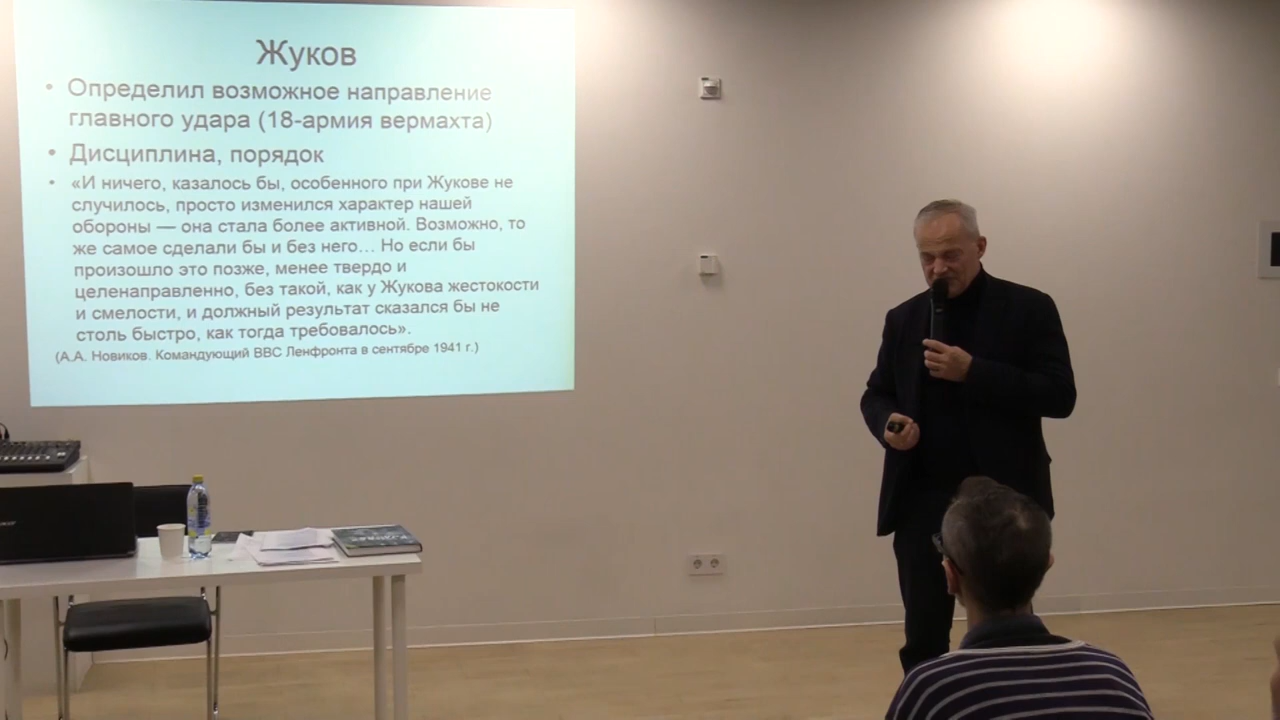 Жуков
• Определил возможное направление
главного удара (18-армия вермахта)
• Дисциплина, порядок
• «И ничего, казалось бы, особенного при Жукове не
случилось, просто изменился характер нашей
обороны — она стала более активной. Возможно, то
же самое сделали бы и без него... Но если бы
произошло это позже, менее твердо и
целенаправленно, без такой, как у Жукова жестокости
и смелости, и должный результат сказался бы не
столь быстро, как тогда требовалось».
(А.А. Новиков. Командующий ВВС Ленфронта в сентябре 1941 г.)